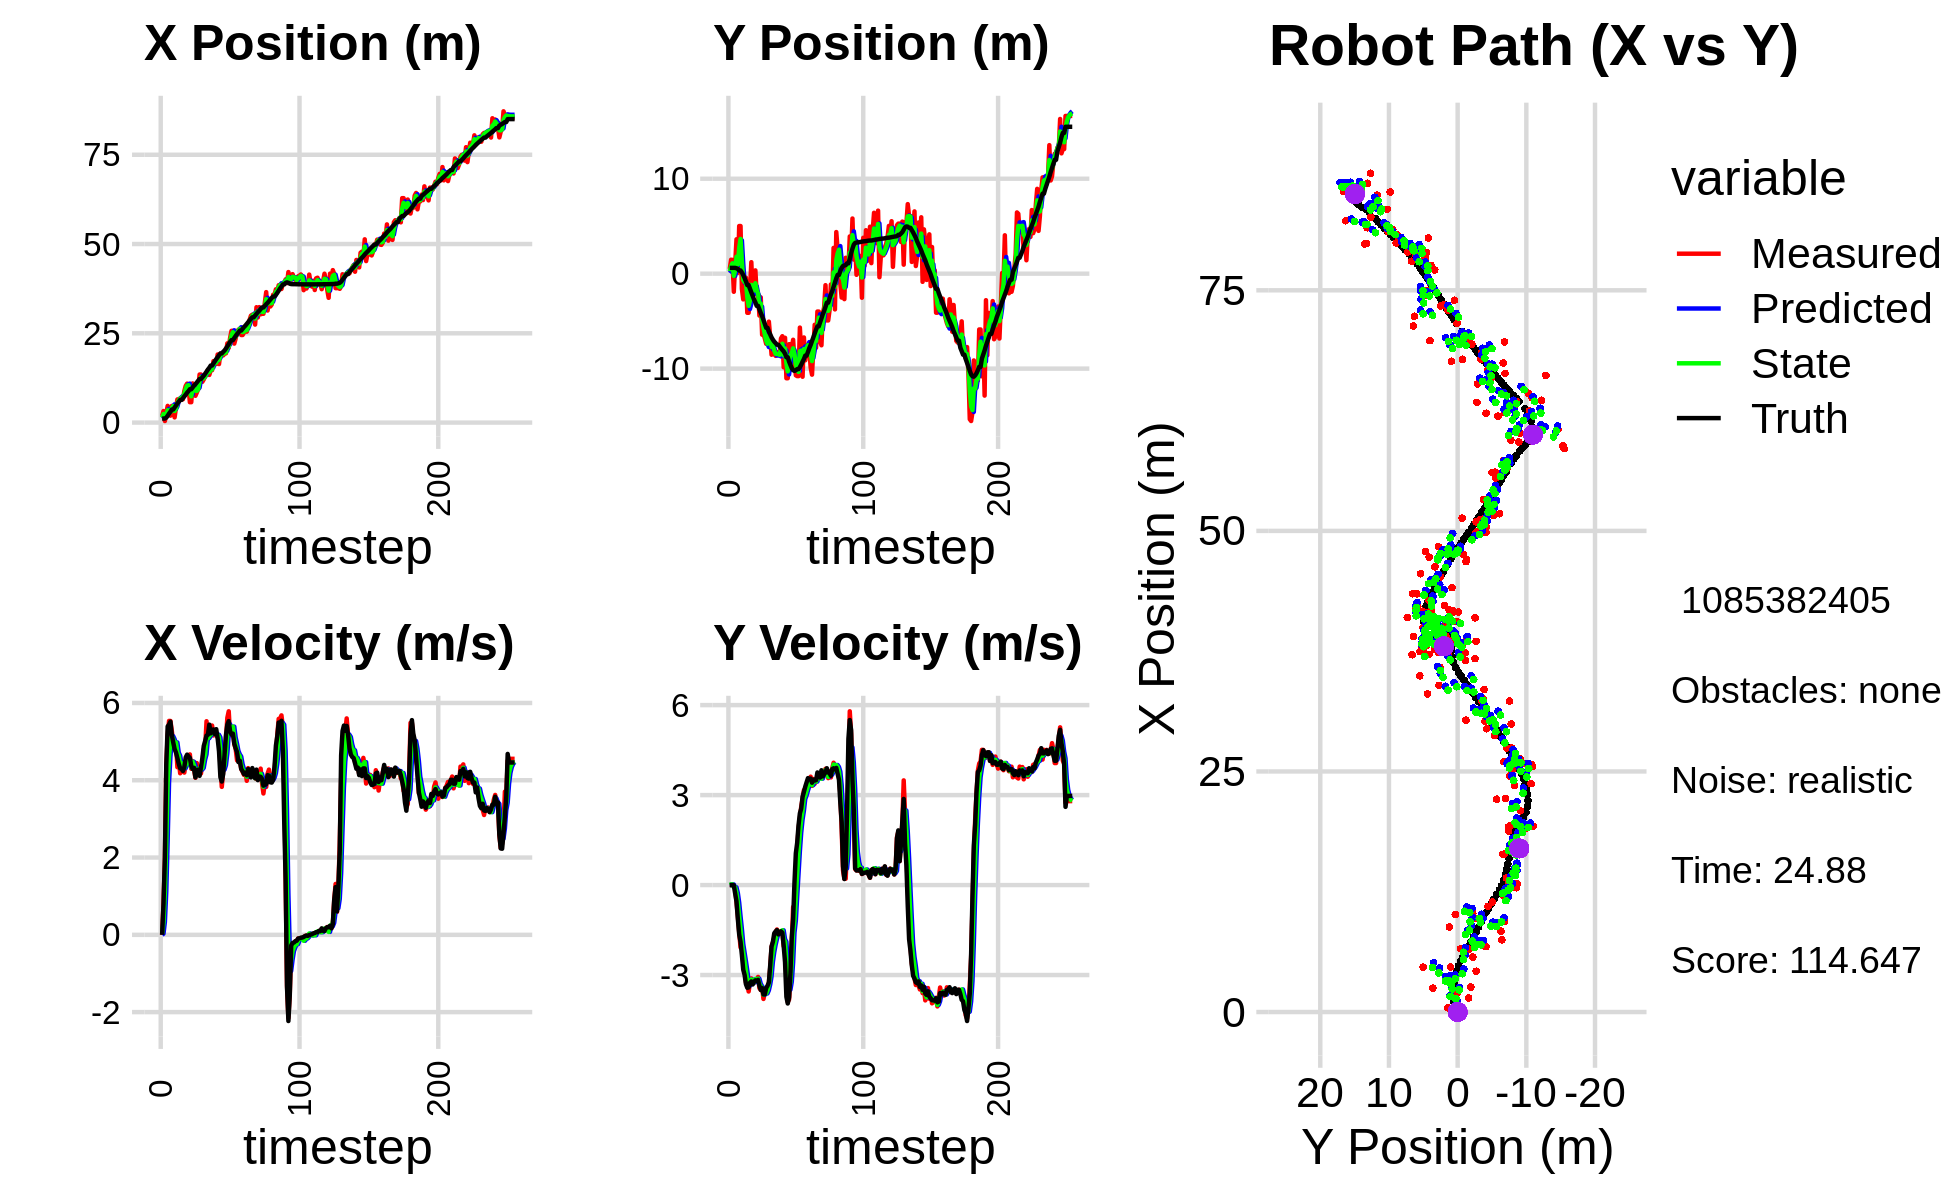 X Position (m)
75
50
25
0
0
100
200
timestep
Y Position (m)
10
0
-10
0
100
200
timestep
X Velocity (m/s)
6
4
2
0
-2
0
100
200
timestep
Y Velocity (m/s)
6
3
0
-3
0
100
200
timestep
Robot Path (X vs Y)
X Position (m)
75
50
25
0
20 10 0 -10 -20
Y Position (m)
variable
Measured
Predicted
State
Truth
1085382405
Obstacles: none
Noise: realistic
Time: 24.88
Score: 114.647